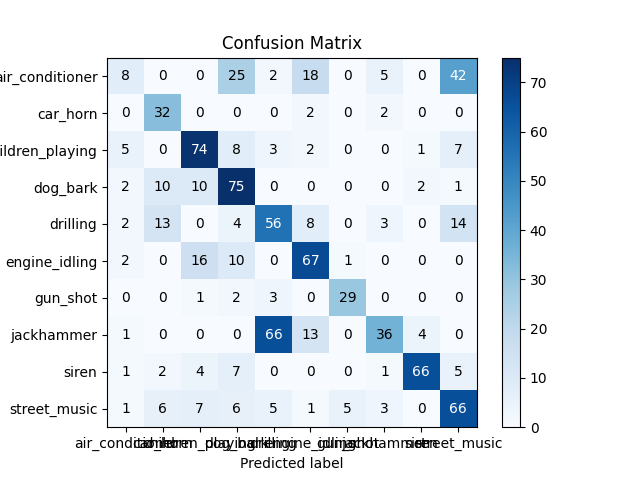 Confusion Matrix
air_conditioner 8 0 0 25 2 18 0 5 0 42
car_horn 0 32 0 0 0 2 0 2 0 0
ildren_playing 5 0 74 8 3 2 0 0 1 7
dog_bark 2 10 10 75 0 0 0 0 2 1
drilling 2 13 0 4 56 8 0 3 0 14
engine_idling 2 0 16 10 0 67 1 0 0 0
gun_shot 0 0 1 2 3 0 29 0 0 0
jackhammer 1 0 0 0 66 13 0 36 4 0
siren 1 2 4 7 0 0 0 1 66 5
street_music 1 6 7 6 5 1 5 3 0 66
70
60
50
40
30
20
10
0
street_music
Predicted label